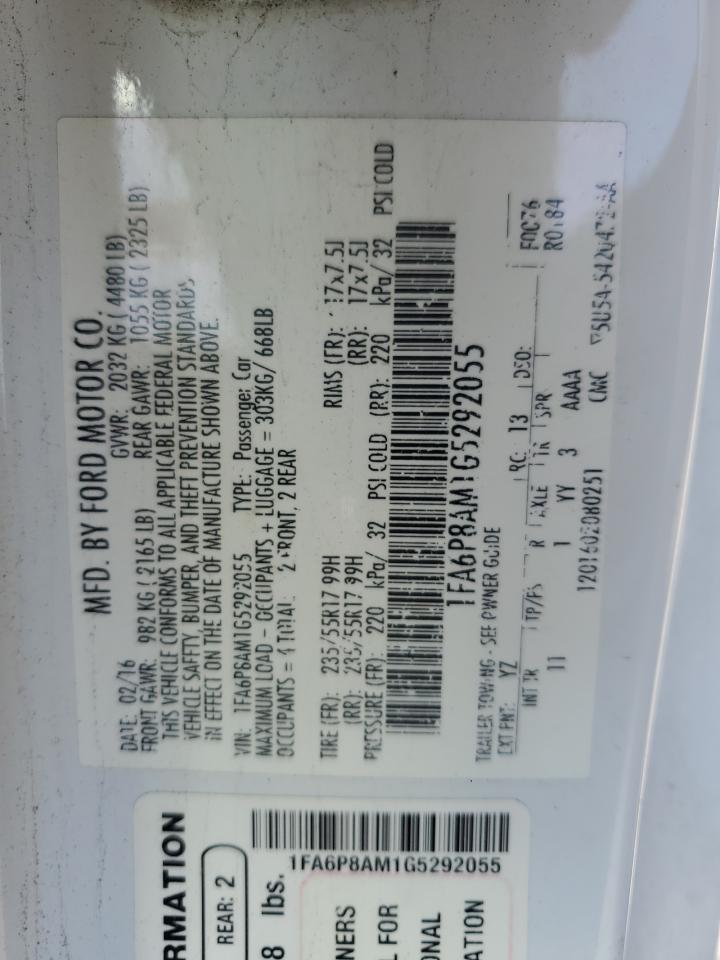 MFD. BY FORD MOTOR CO.
DATE: 02/16 GVWR: 2032 KG ( 4480 LB)
FRONT GAWR: 982 KG ( 2165 LB) REAR GAWR: 1055 KG ( 2325 LB)
THIS VEHICLE CONFORMS TO ALL APPLICABLE FEDERAL MOTOR
VEHICLE SAFETY, BUMPER, AND THEFT PREVENTION STANDARDS
IN EFFECT ON THE DATE OF MANUFACTURE SHOWN ABOVE.
VIN: 1FA6P8AM1G5292055 TYPE: Passenger Car
MAXIMUM LOAD - OCCUPANTS + LUGGAGE = 303KG/ 668LB
OCCUPANTS = 4 TOTAL 2 FRONT, 2 REAR
TIRE (FR): 235/55R17 99H RIMS (FR): 17x7.5J
(RR): 235/55R17 99H (RR): 17x7.5J
PRESSURE (FR): 220 kPa/ 32 PSI COLD (RR): 220 kPa/ 32 PSI COLD
1FA6P8AM1G5292055
TRAILER TOWING - SEE OWNER GUIDE
EXT PNT: YZ RC: 13 DSO: F0C76
INT TR TP/PS R AXLE TR SPR R0184
11 1 YY 3 AAAA
1201602080251 CMC
RMATION
REAR: 2
8 lbs.
1FA6P8AM1G5292055
NERS
L FOR
ONAL
ATION